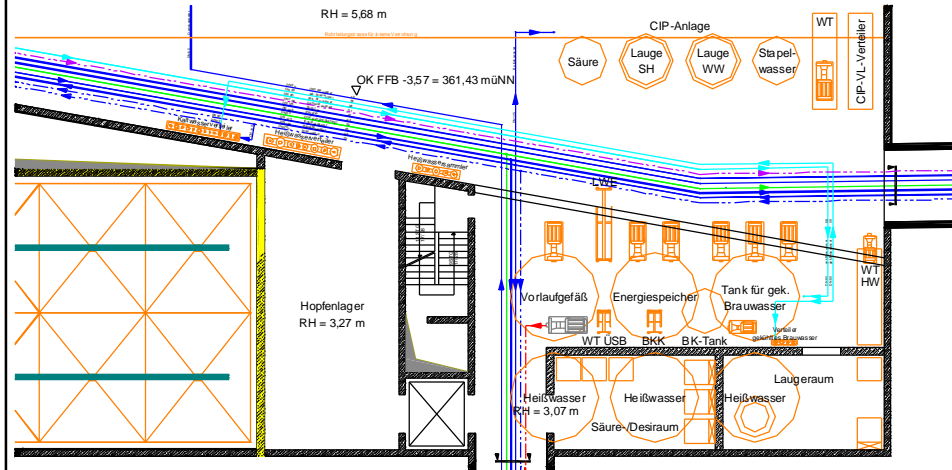 RH = 5,68 m
CIP-Anlage
WT
CIP-VL-Verteiler
Säure
Lauge
SH
Lauge
WW
Stapel-
wasser
OK FFB -3,57 = 361,43 müNN
Kaltwasserverteiler
Heißwasserverteiler
Heißwassersammler
LWE
WT
HW
Hopfenlager
RH = 3,27 m
Vorlaufgefäß
Energiespeicher
Tank für gek.
Brauwasser
Verteiler
gekühltes Brauwasser
WT ÜSB
BKK
BK-Tank
Laugeraum
Heißwasser
Heißwasser
Heißwasser
RH = 3,07 m
Säure-/Desiraum